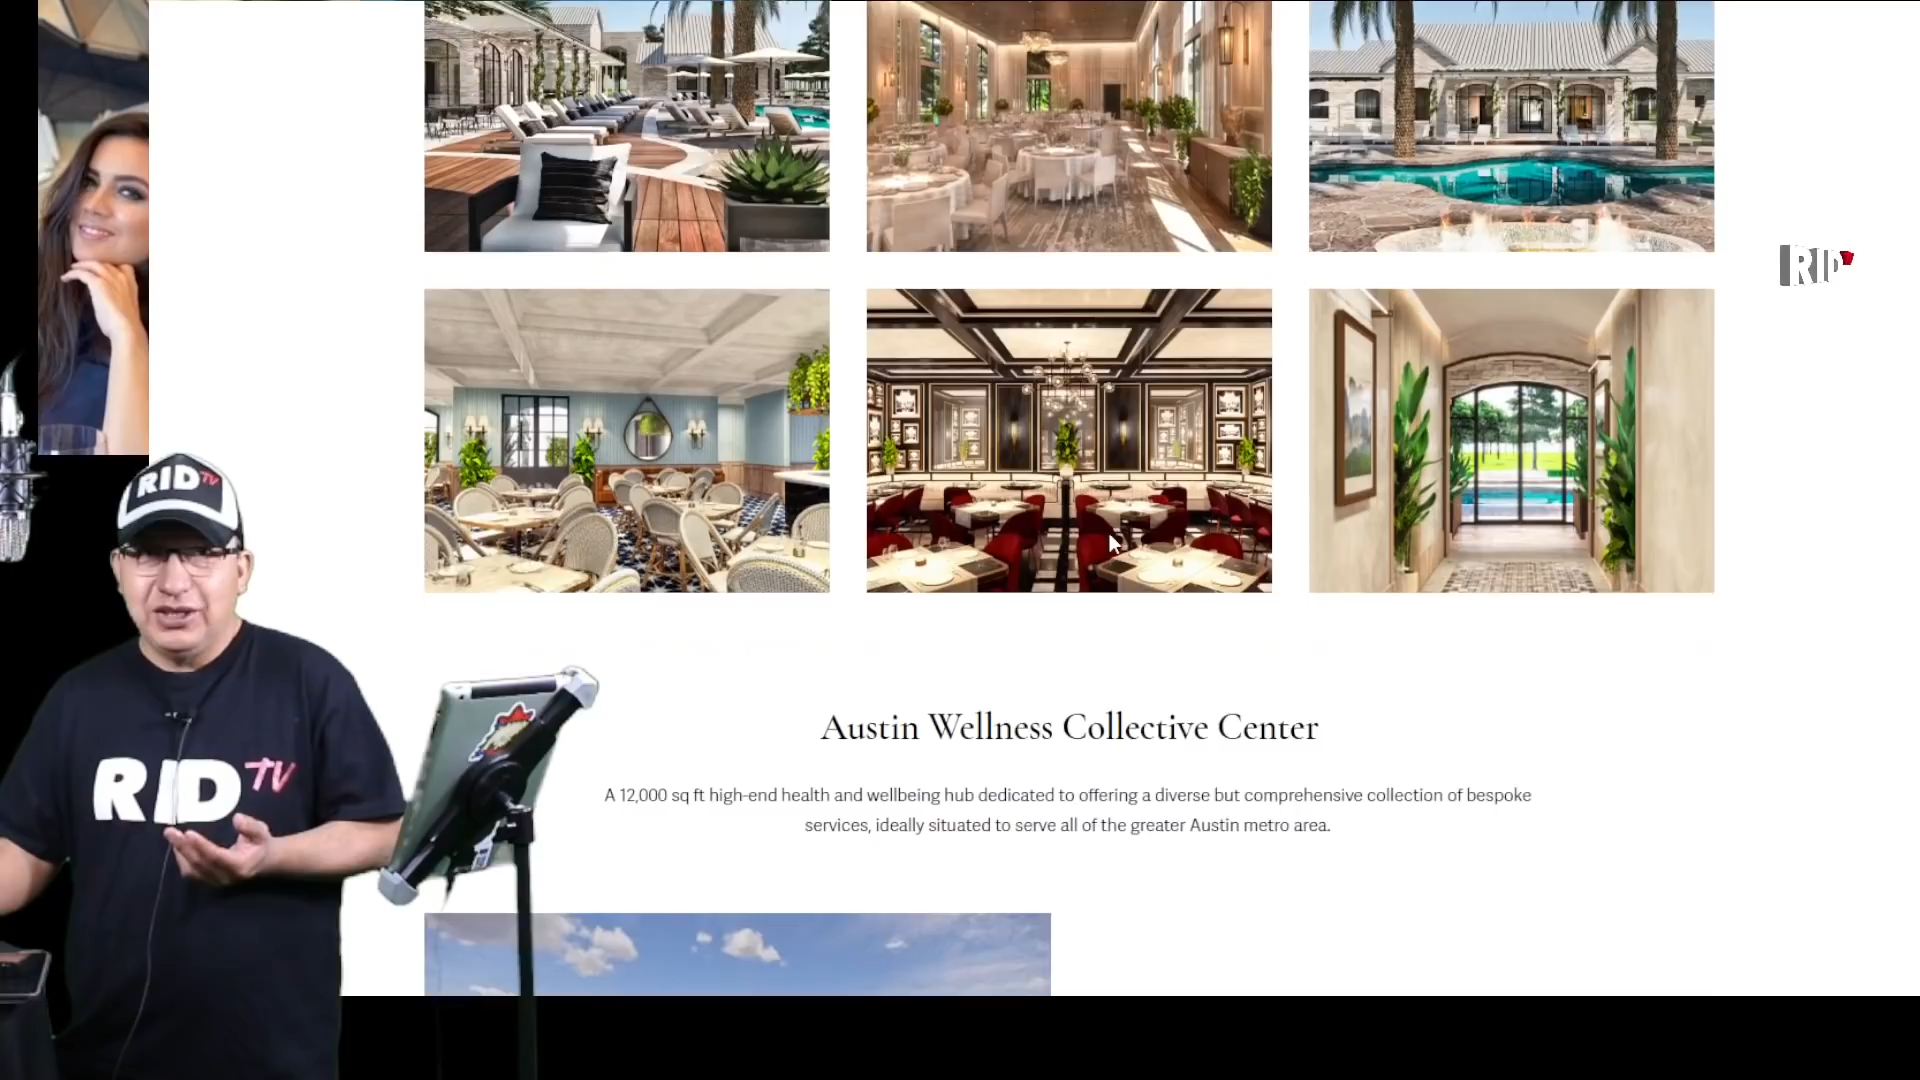 RID
RID TV
Austin Wellness Collective Center
A 12,000 sq ft high-end health and wellbeing hub dedicated to offering a diverse but comprehensive collection of bespoke
services, ideally situated to serve all of the greater Austin metro area.
RID TV